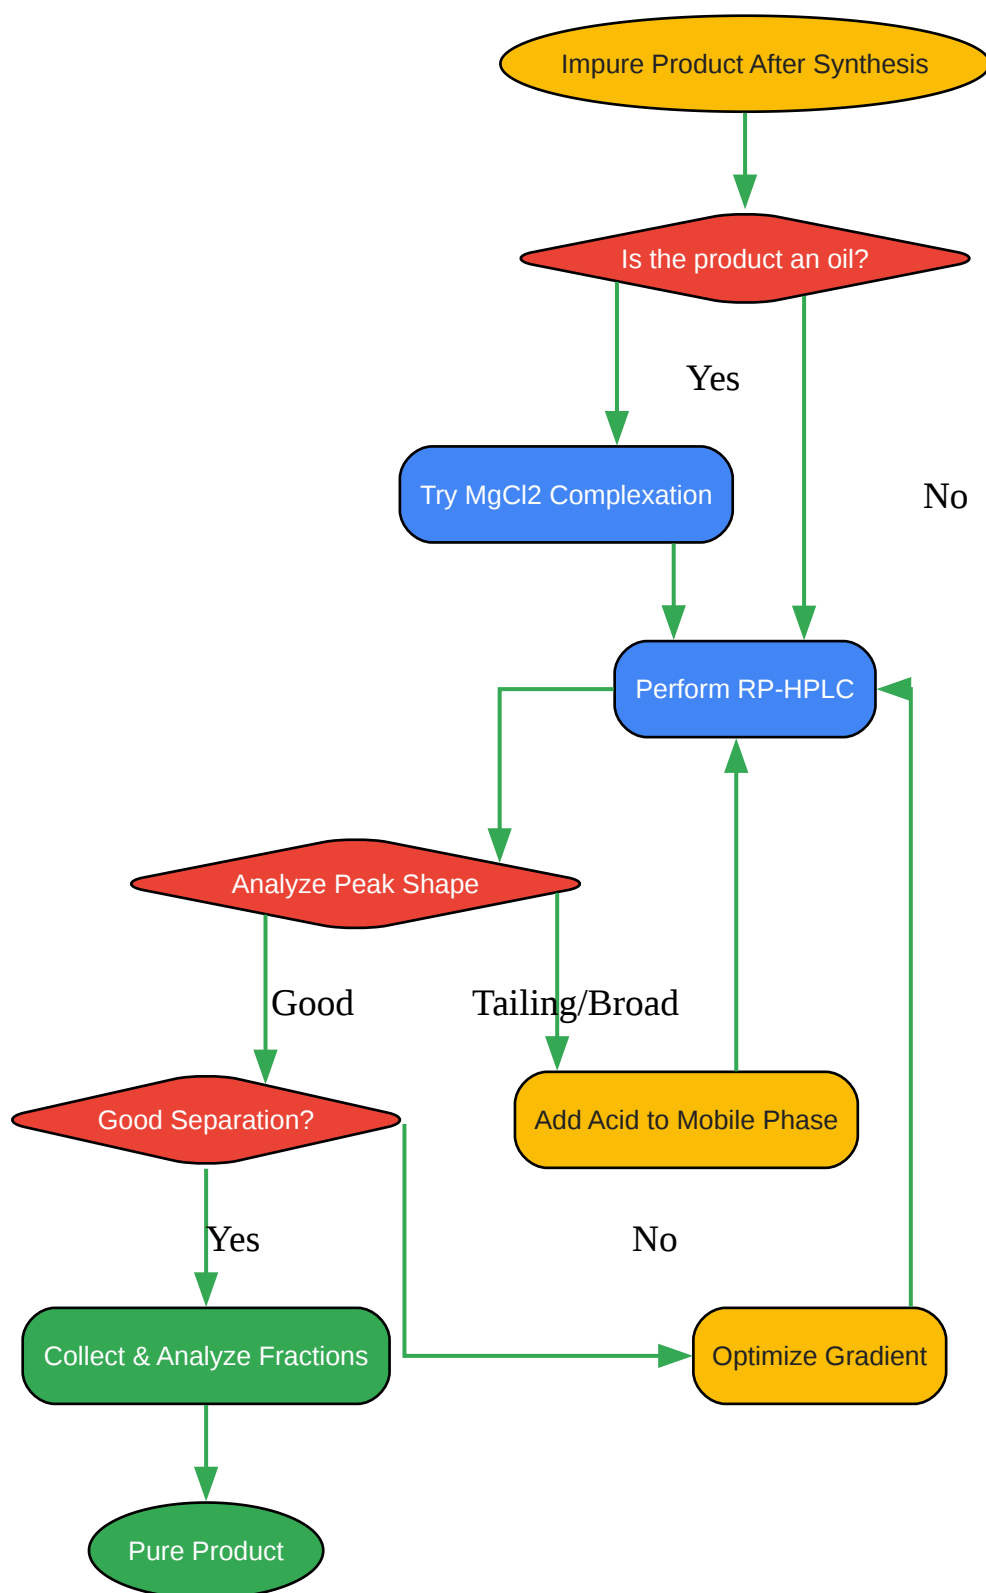 Impure Product After Synthesis
Is the product an oil?
Yes
Try MgCl2 Complexation
No
Perform RP-HPLC
Analyze Peak Shape
Good
Tailing/Broad
Good Separation?
Add Acid to Mobile Phase
Yes
No
Collect & Analyze Fractions
Optimize Gradient
Pure Product